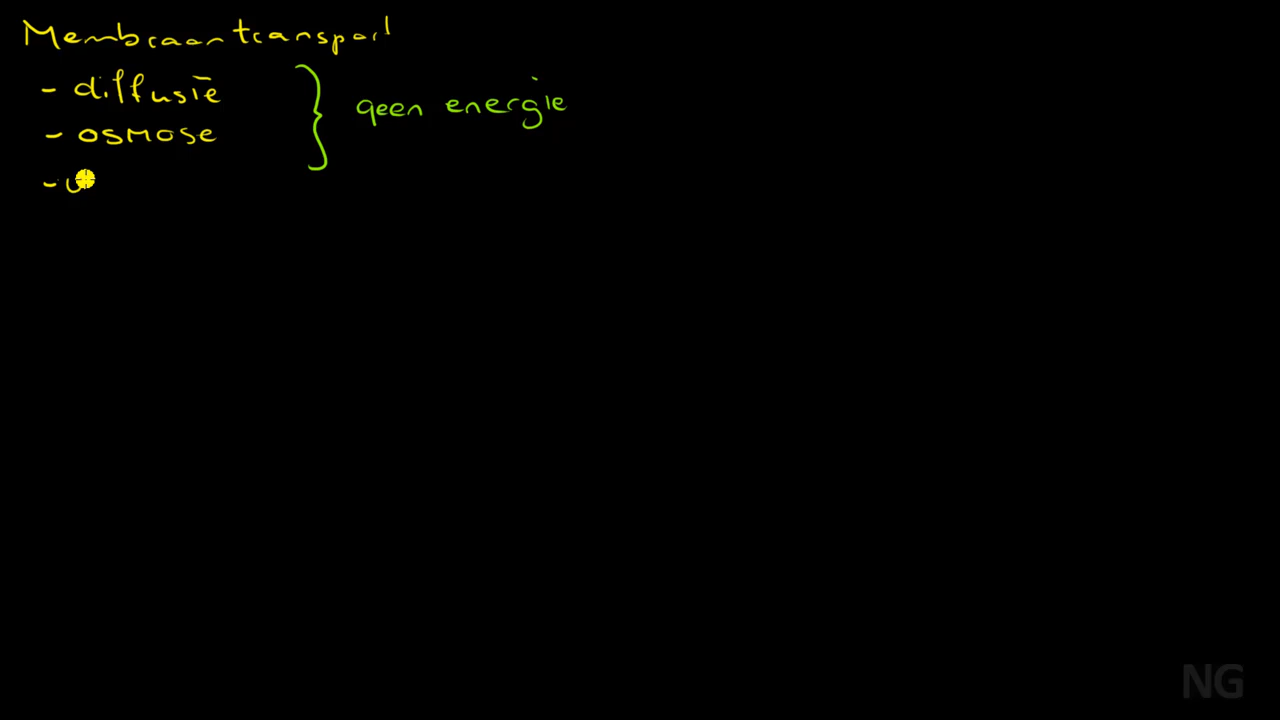 Membraantransport
- diffusie
- osmose
geen energie
-
NG